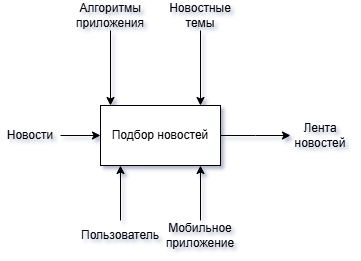 Алгоритмы
приложения
Новостные
темы
Новости
Подбор новостей
Лента
новостей
Пользователь
Мобильное
приложение